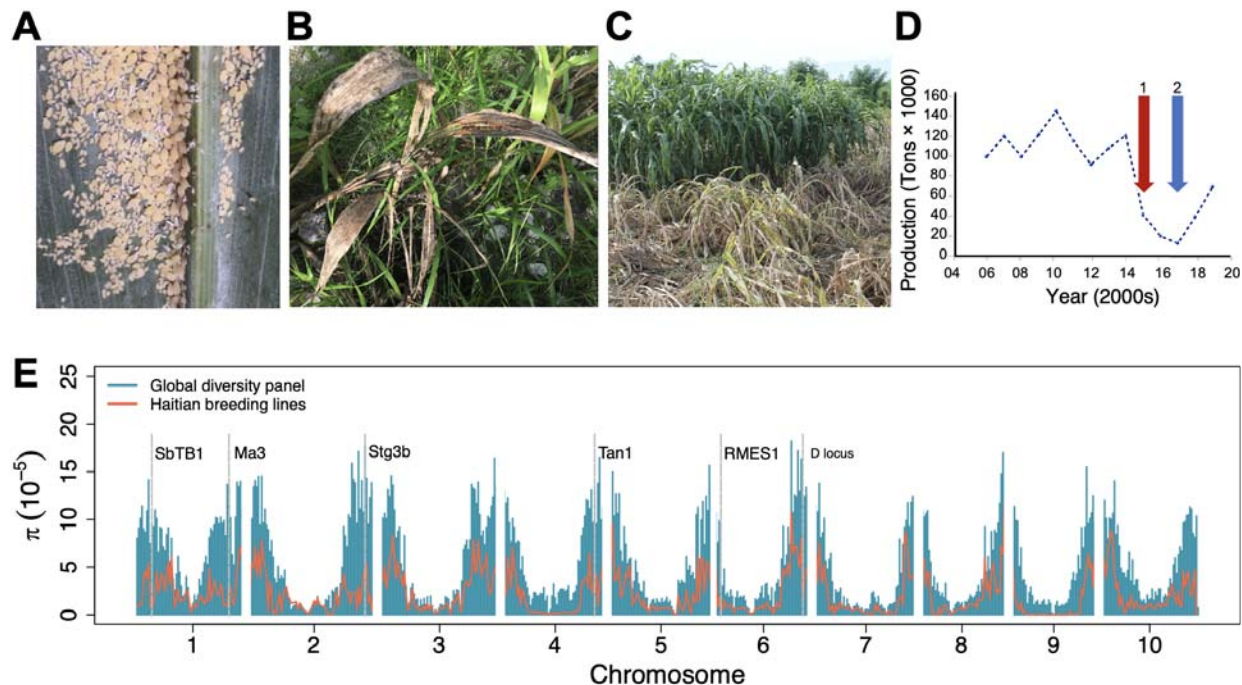 A
B
C
D
1
2
160
140
120
100
80
60
40
20
0
Production (Tons × 1000)
04 06 08 10 12 14 16 18 20
Year (2000s)
E
25
20
15
10
5
0
π (10⁻⁵)
Global diversity panel
Haitian breeding lines
SbTB1 Ma3 Stg3b Tan1 RMES1 D locus
1 2 3 4 5 6 7 8 9 10
Chromosome